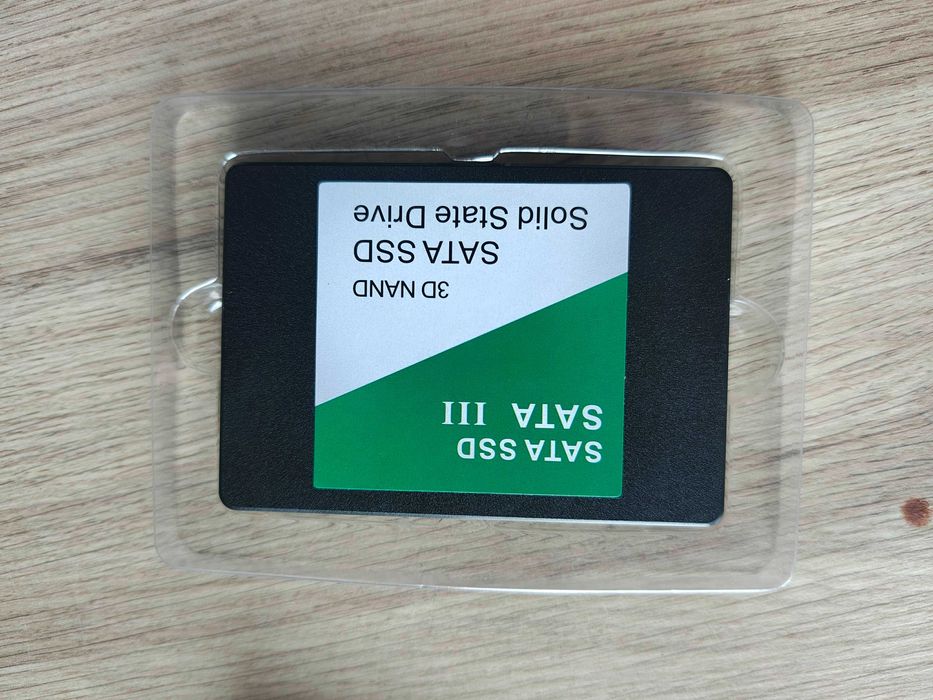 SATA SSD
SATA III
3D NAND
SATA SSD
Solid State Drive